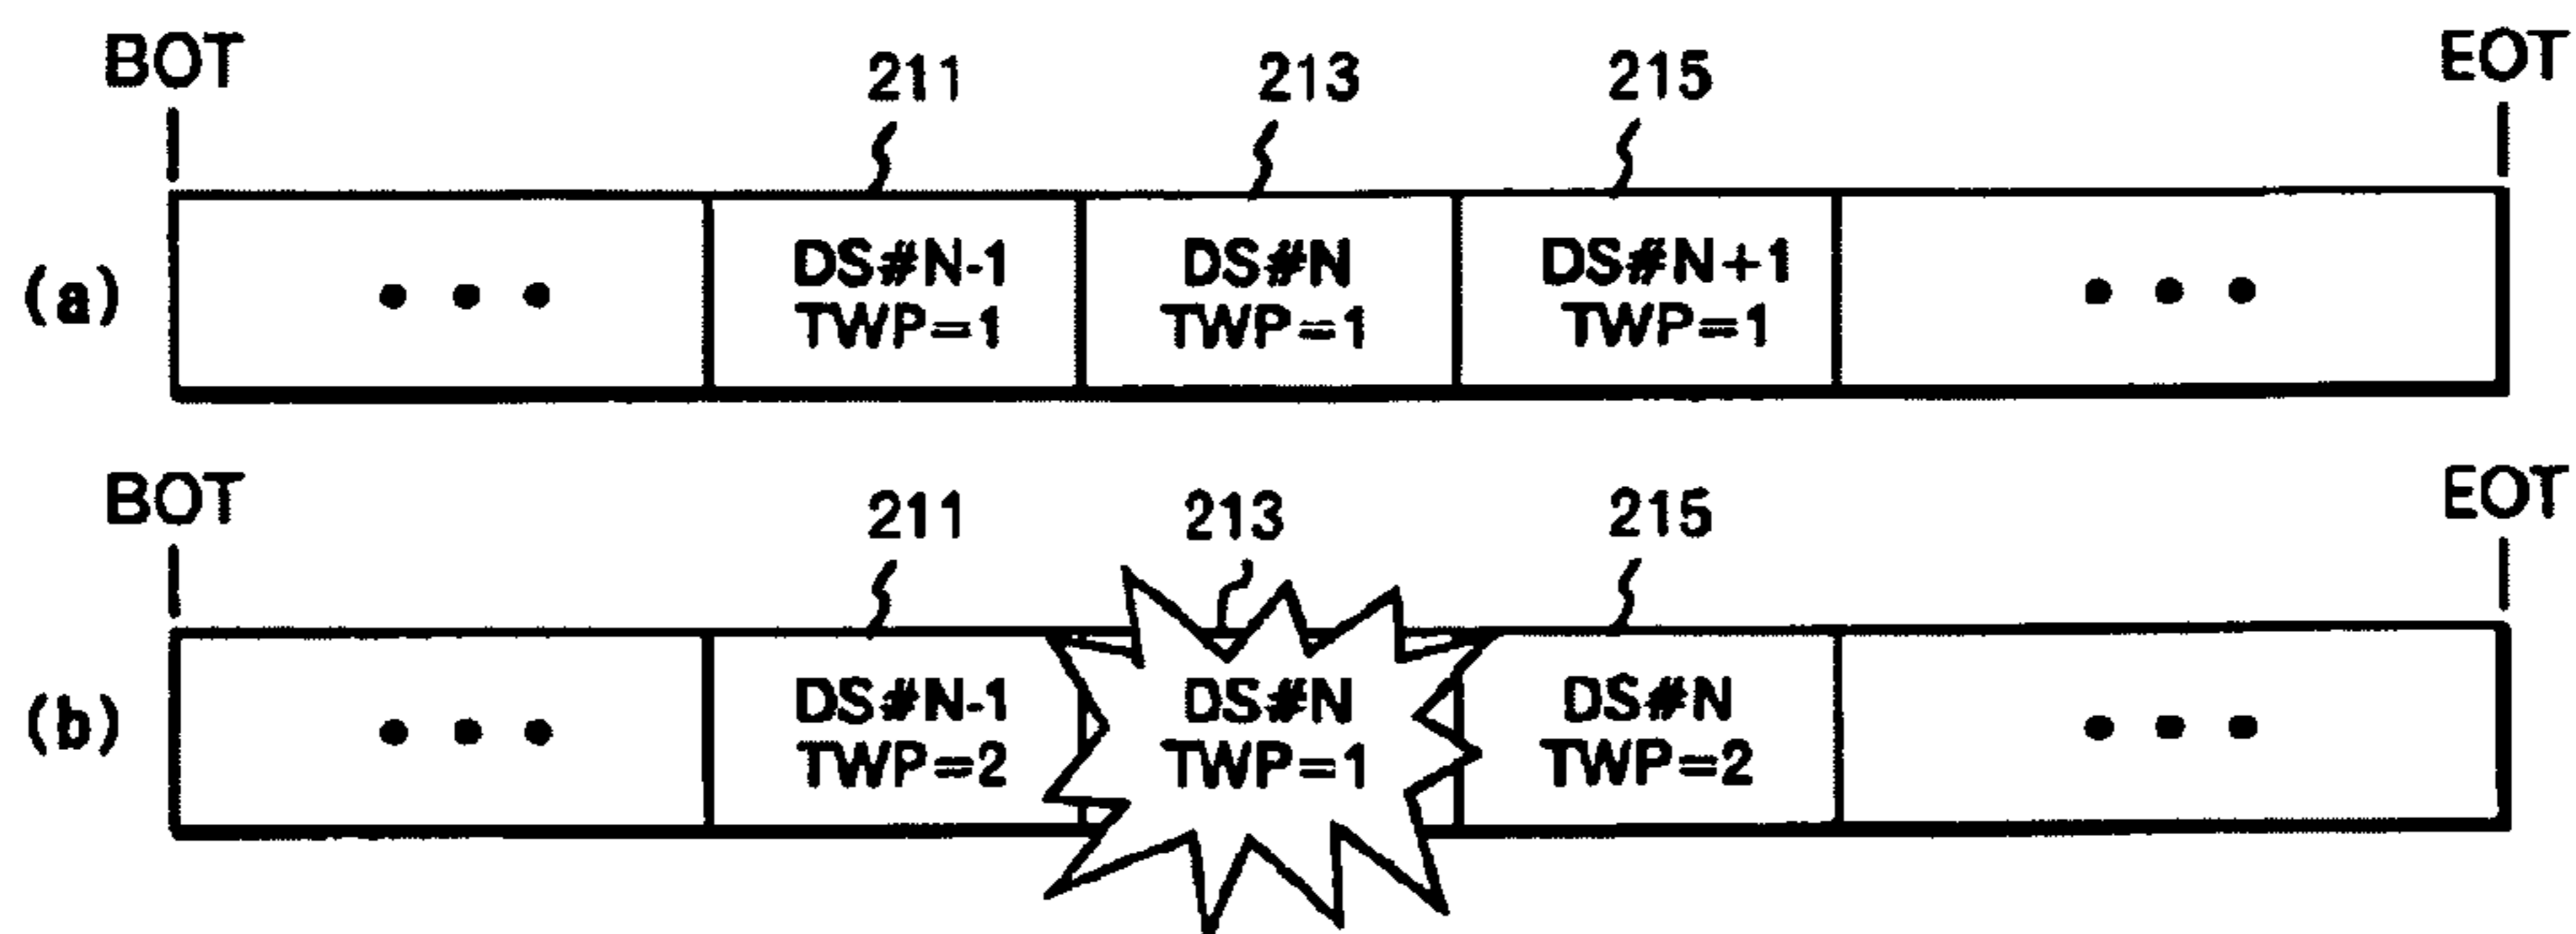 BOT 211 213 215 EOT
(a)
DS#N-1 DS#N DS#N+1
TWP=1 TWP=1 TWP=1
BOT 211 213 215 EOT
(b)
DS#N-1 DS#N DS#N
TWP=2 TWP=1 TWP=2